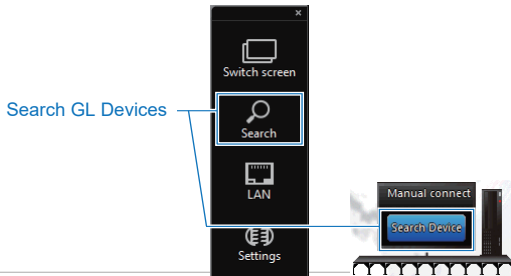 ×
Switch screen
Search GL Devices
Search
LAN
Manual connect
Search Device
Settings